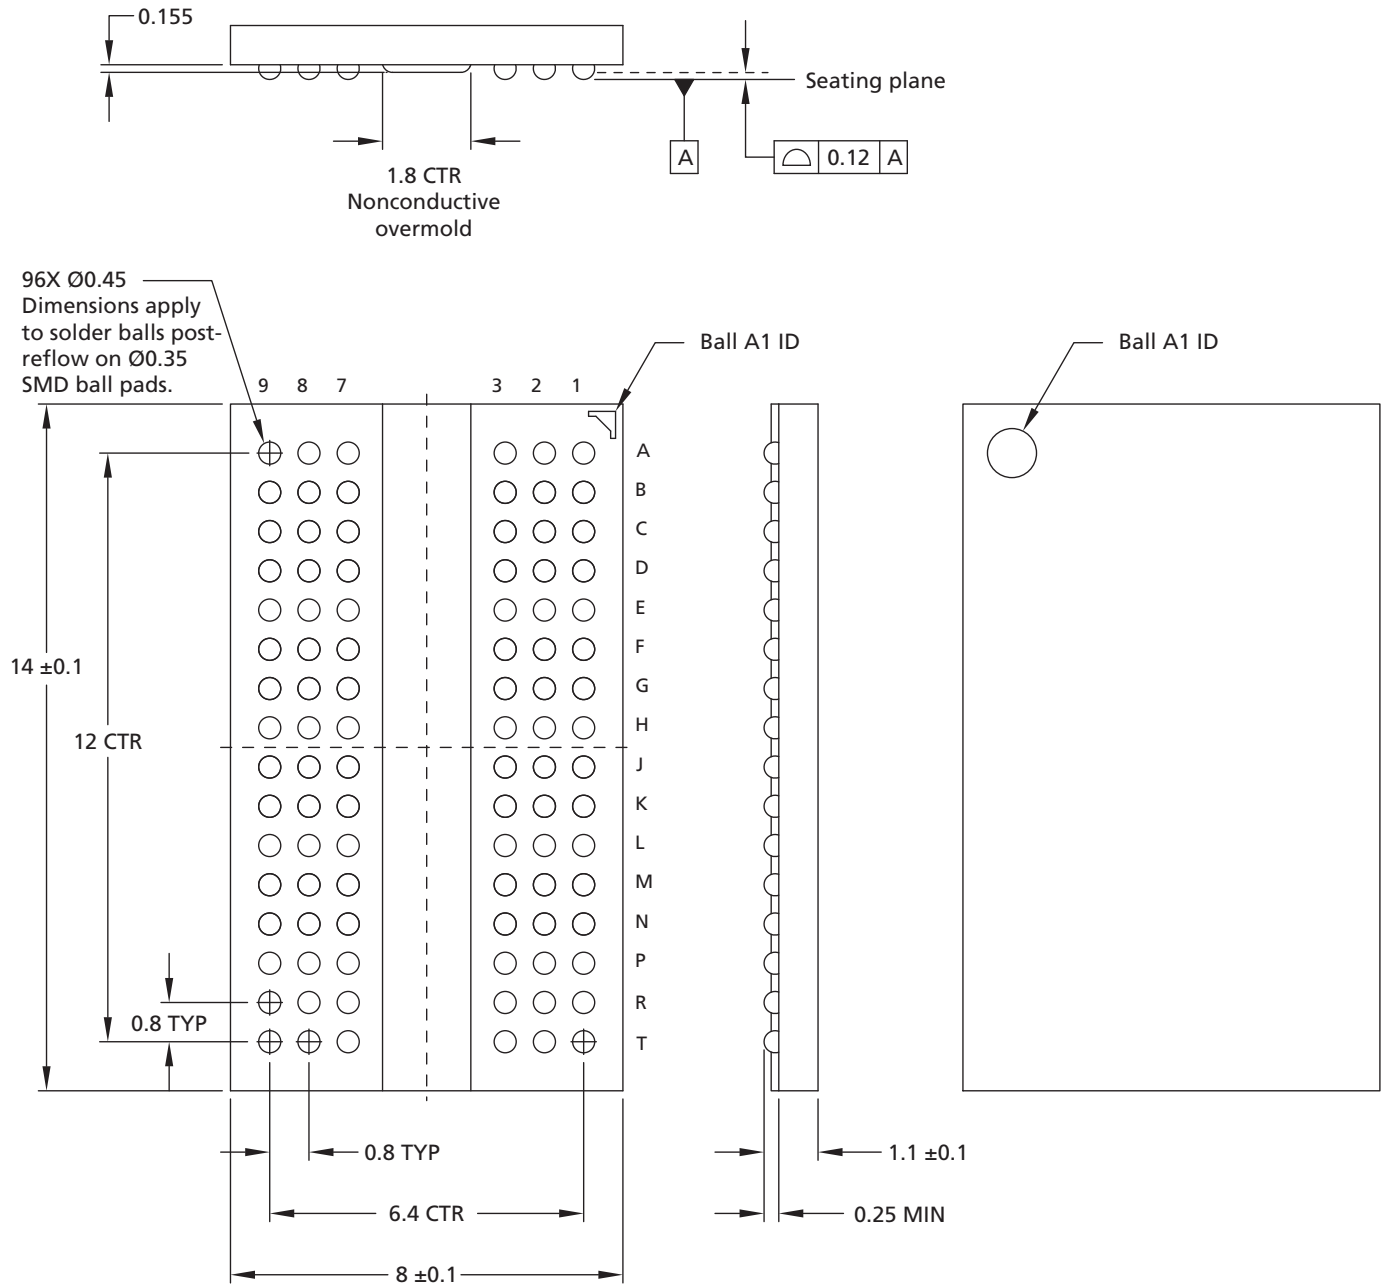 0.155
Seating plane
A
0.12 A
1.8 CTR
Nonconductive
overmold
96X Ø0.45
Dimensions apply
to solder balls post-
reflow on Ø0.35
SMD ball pads.
Ball A1 ID
Ball A1 ID
9 8 7 3 2 1
A
B
C
D
E
F
G
H
J
K
L
M
N
P
R
T
14 ±0.1
12 CTR
0.8 TYP
0.8 TYP
1.1 ±0.1
6.4 CTR
0.25 MIN
8 ±0.1